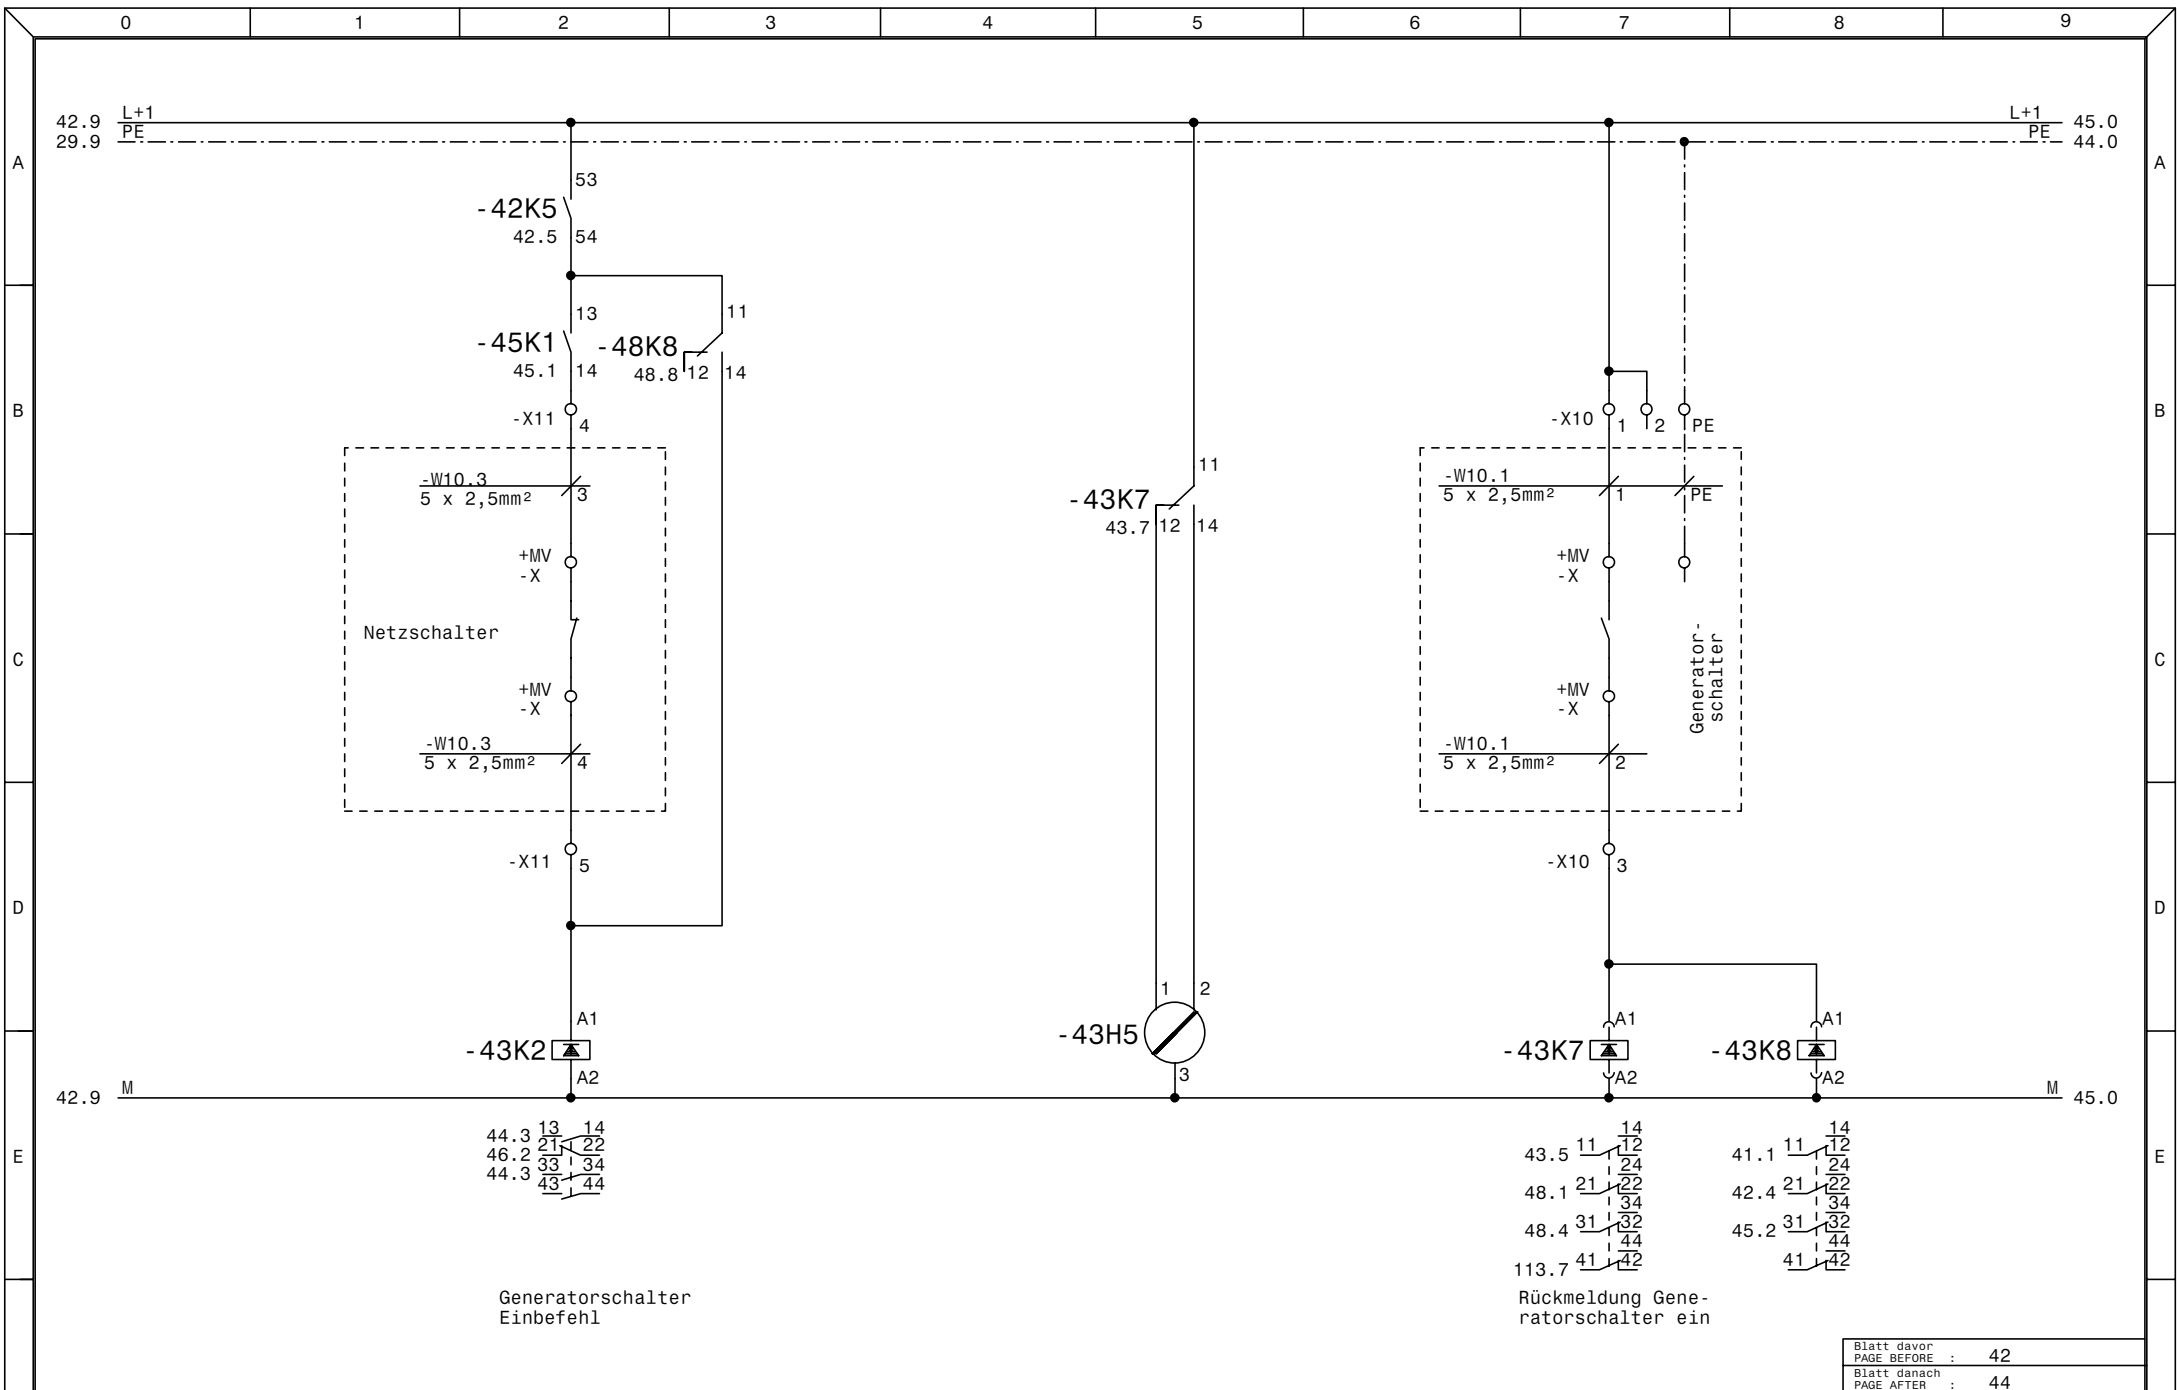 0 1 2 3 4 5 6 7 8 9
42.9 L+1 L+1 45.0
29.9 PE PE 44.0
A A
53
-42K5
42.5 54
13 11
-45K1 -48K8
45.1 14 48.8 12 14
B B
-X11 4 -X10 1 2 PE
11
-W10.3 -W10.1
5 x 2,5mm² 3 5 x 2,5mm² 1 PE
-43K7
43.7 12 14
+MV +MV
-X -X
Netzschalter
Generator-
schalter
C C
+MV +MV
-X -X
-W10.3 -W10.1
5 x 2,5mm² 4 5 x 2,5mm² 2
-X11 5 -X10 3
D D
1 2
A1 A1 A1
-43K2 -43H5 -43K7 -43K8
A2 3 A2 A2
42.9 M M 45.0
E E
44.3 13 14
46.2 21 22
44.3 33 34
43 44
14
43.5 11 12
24
48.1 21 22
34
48.4 31 32
44
113.7 41 42
14
41.1 11 12
24
42.4 21 22
34
45.2 31 32
44
41 42
Generatorschalter
Einbefehl
Rückmeldung Gene-
ratorschalter ein
Blatt davor
PAGE BEFORE : 42
Blatt danach
PAGE AFTER : 44